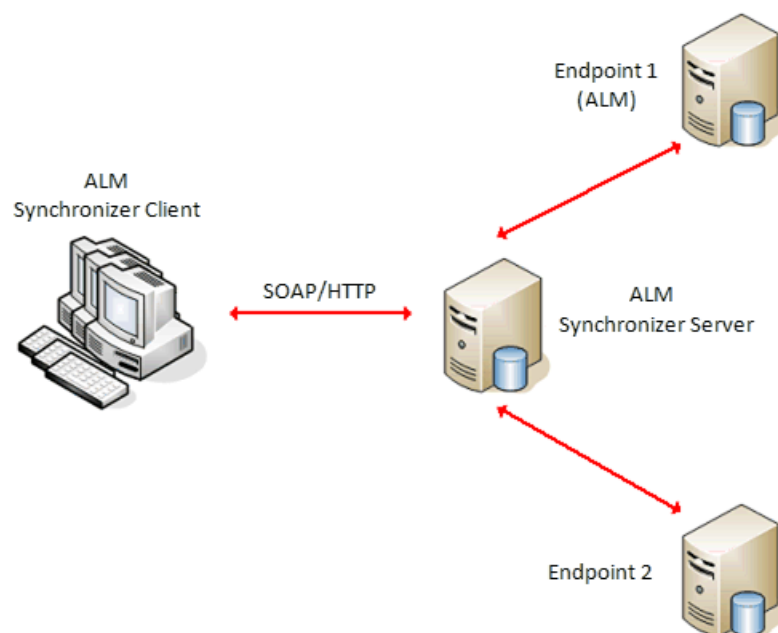 Endpoint 1
(ALM)
ALM
Synchronizer Client
SOAP/HTTP
ALM
Synchronizer Server
Endpoint 2